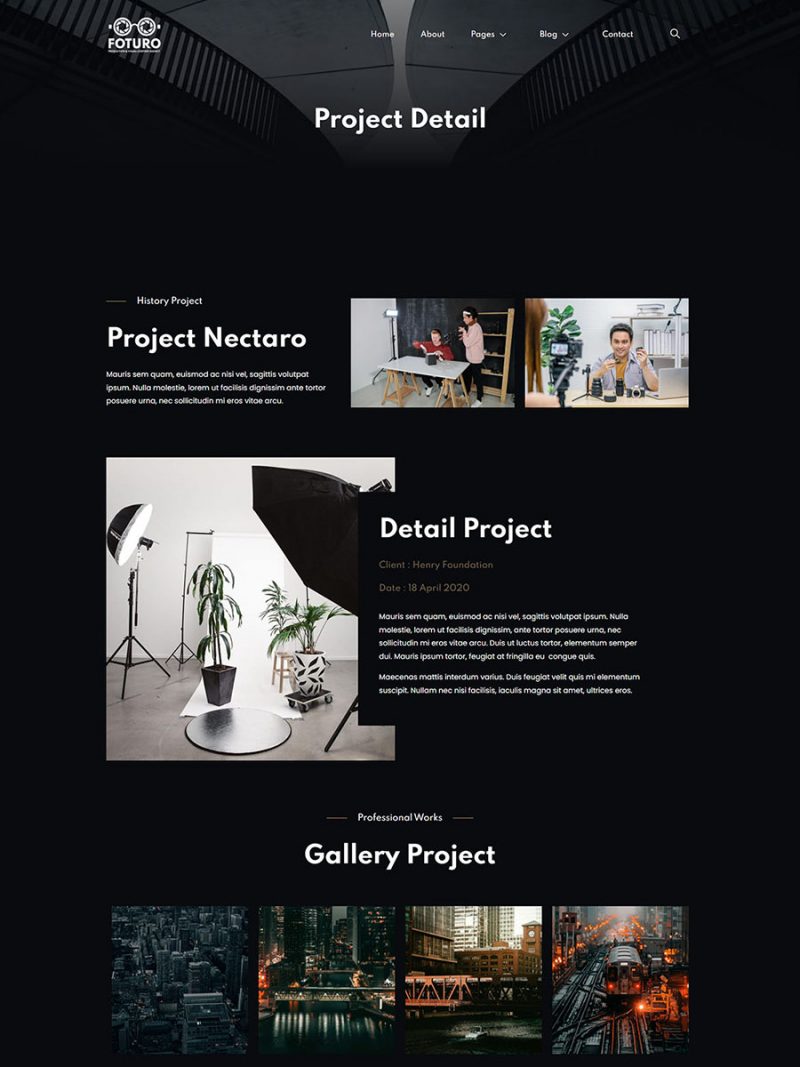 FOTURO
Home
About
Pages
Blog
Contact
Project Detail
History Project
Project Nectaro
Mauris sem quam, euismod ac nisi vel, sagittis volutpat
ipsum. Nulla molestie, lorem ut facilisis dignissim ante tortor
posuere urna, nec sollicitudin mi eros vitae arcu.
Detail Project
Client : Henry Foundation
Date : 18 April 2020
Mauris sem quam, euismod ac nisi vel, sagittis volutpat ipsum. Nulla
molestie, lorem ut facilisis dignissim, ante tortor posuere urna, nec
sollicitudin mi eros vitae arcu. Duis ut luctus tortor, elementum semper
dui. Mauris ipsum tortor, feugiat at fringilla eu  congue quis.
Maecenas mattis interdum varius. Duis feugiat velit quis mi elementum
suscipit. Nullam nec nisi facilisis, iaculis magna sit amet, ultrices eros.
Professional Works
Gallery Project